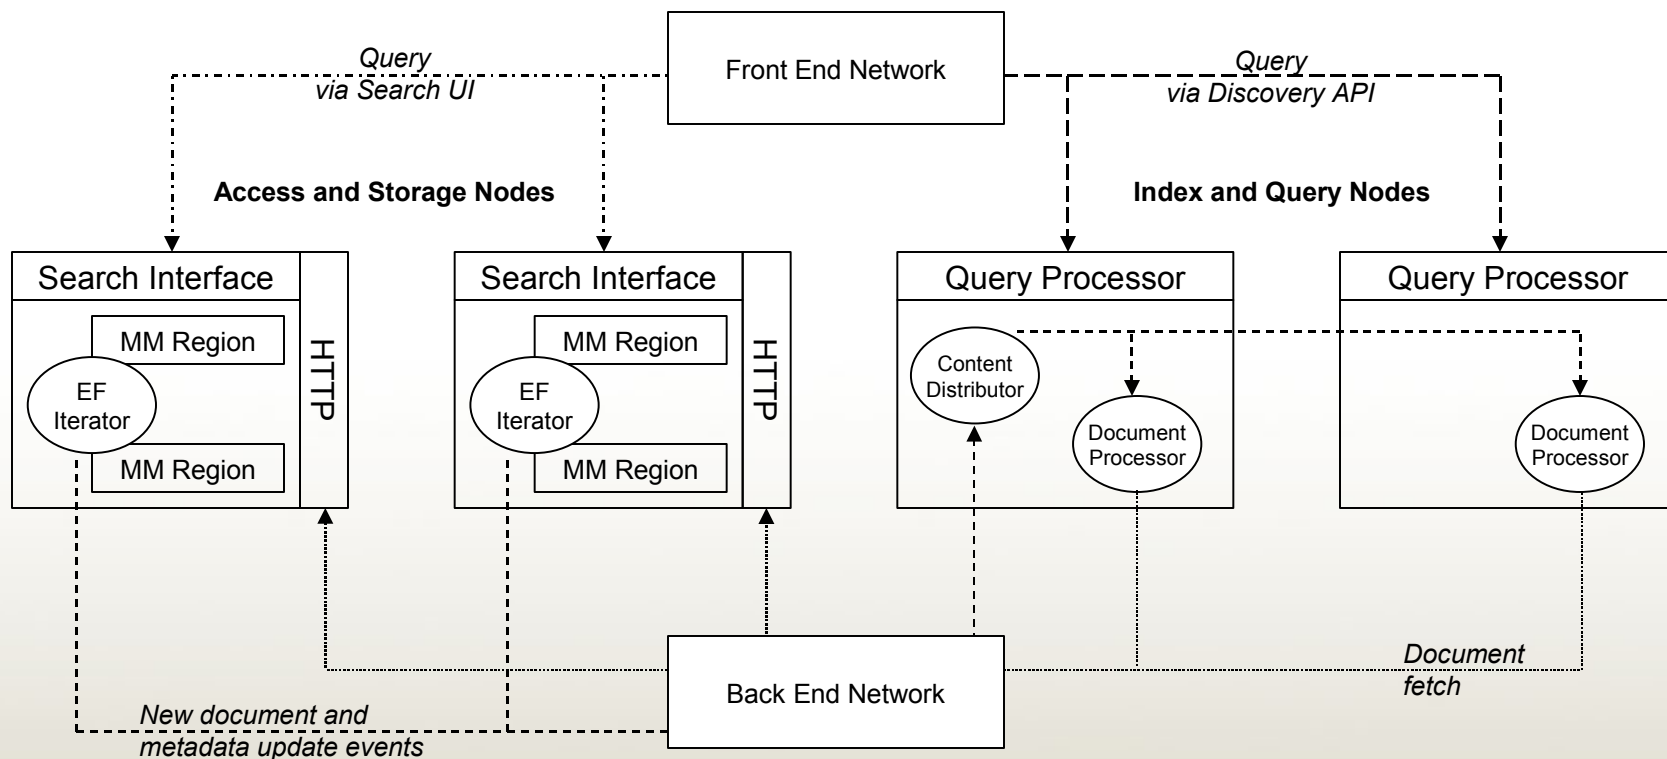 Front End Network
Query
via Search UI
Query
via Discovery API
Access and Storage Nodes
Index and Query Nodes
Search Interface
HTTP
MM Region
EF
Iterator
MM Region
Search Interface
HTTP
MM Region
EF
Iterator
MM Region
Query Processor
Content
Distributor
Document
Processor
Query Processor
Document
Processor
Back End Network
Document
fetch
New document and
metadada update events